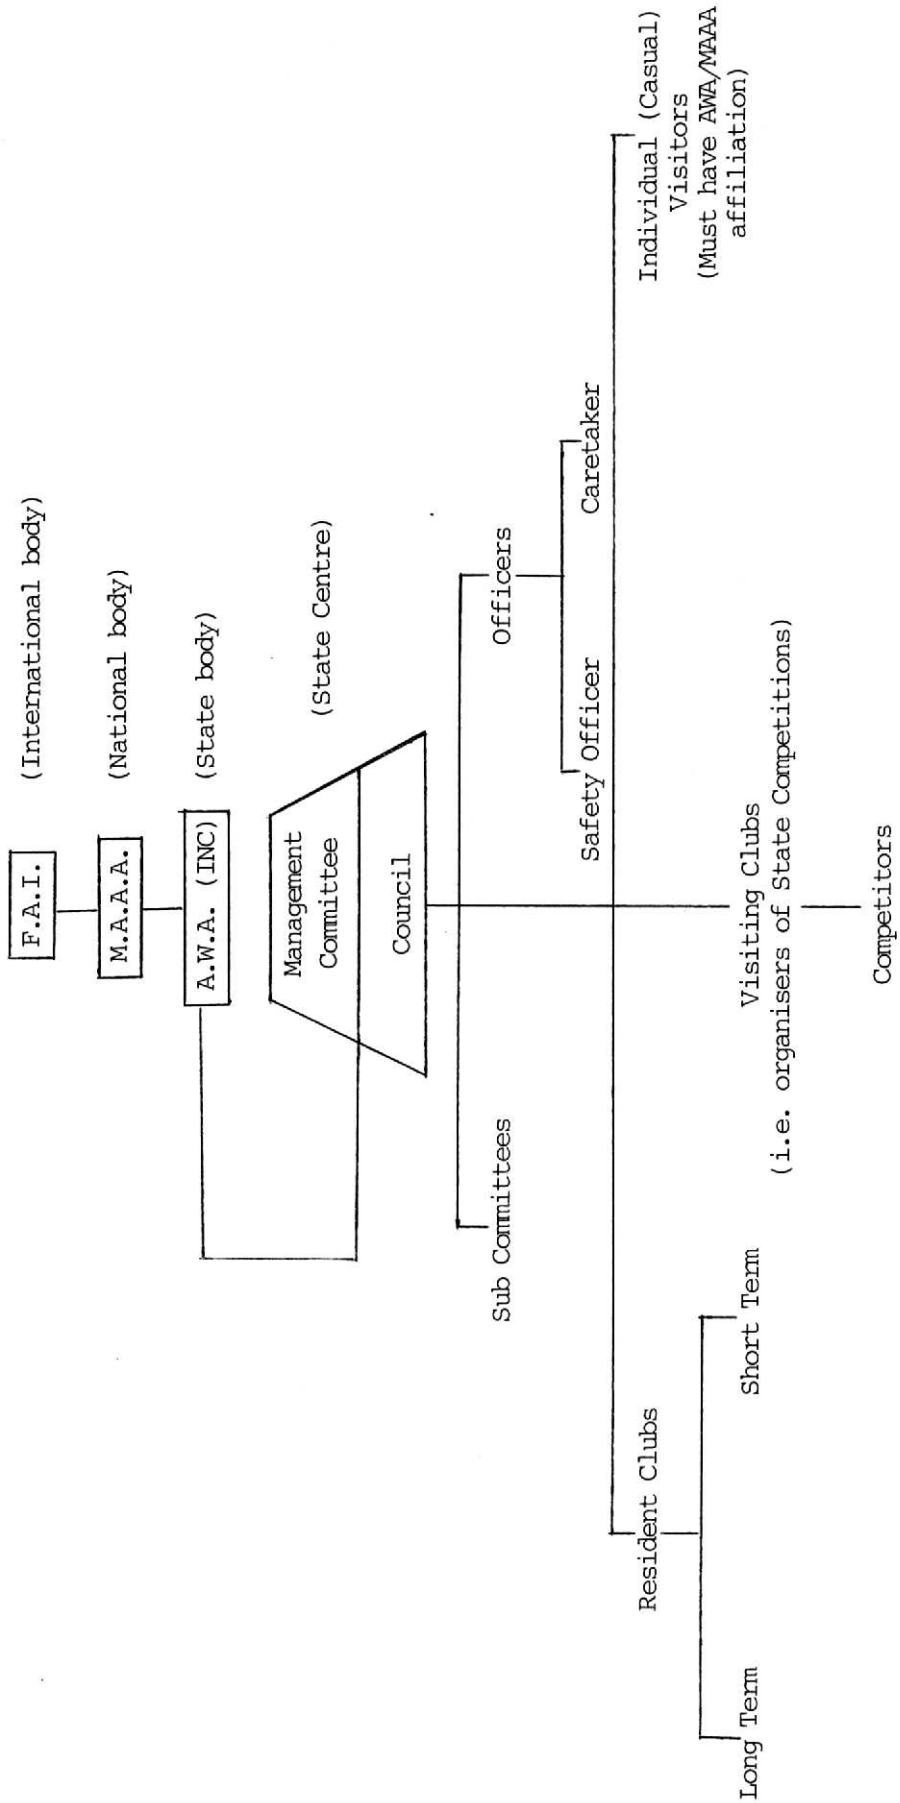 F.A.I. (International body)
M.A.A.A. (National body)
A.W.A. (INC) (State body)
Management
Committee
(State Centre)
Council
Sub Committees
Officers
Safety Officer
Caretaker
Resident Clubs
Long Term
Short Term
Visiting Clubs
(i.e. organisers of State Competitions)
Competitors
Individual (Casual)
Visitors
(Must have AWA/MAAA
affiliation)